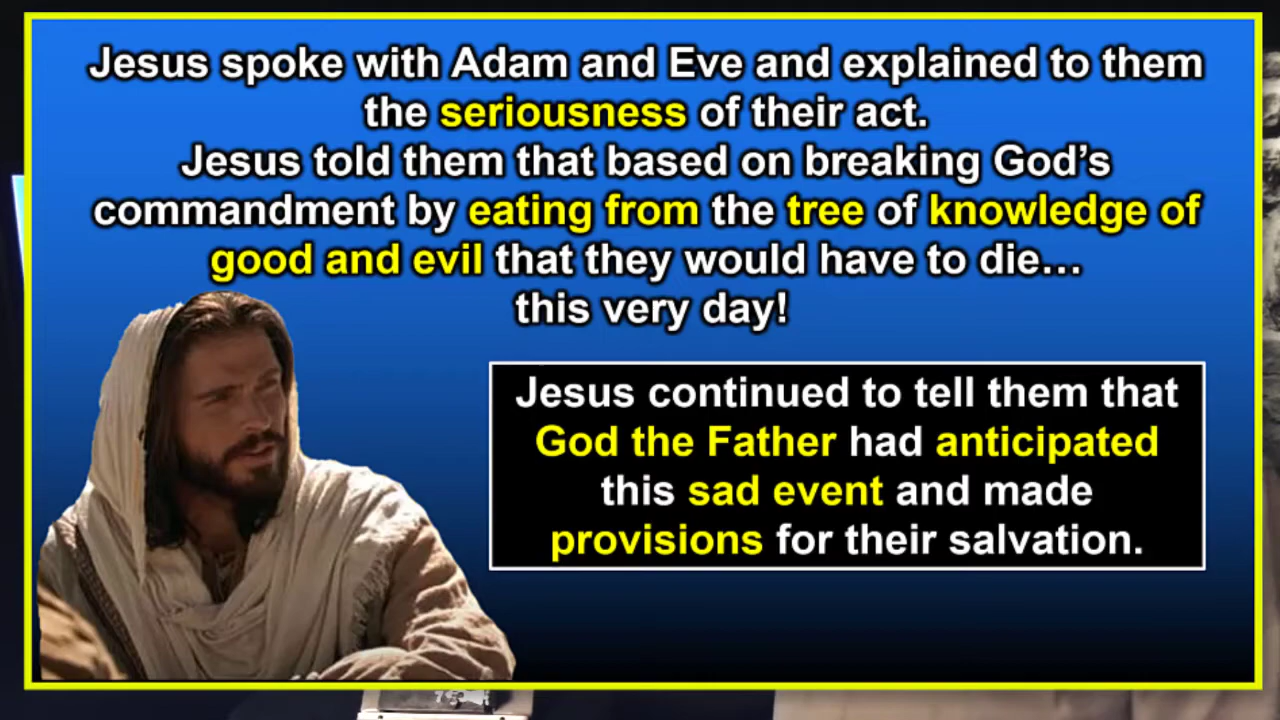 Jesus spoke with Adam and Eve and explained to them
the seriousness of their act.
Jesus told them that based on breaking God’s
commandment by eating from the tree of knowledge of
good and evil that they would have to die…
this very day!
Jesus continued to tell them that
God the Father had anticipated
this sad event and made
provisions for their salvation.